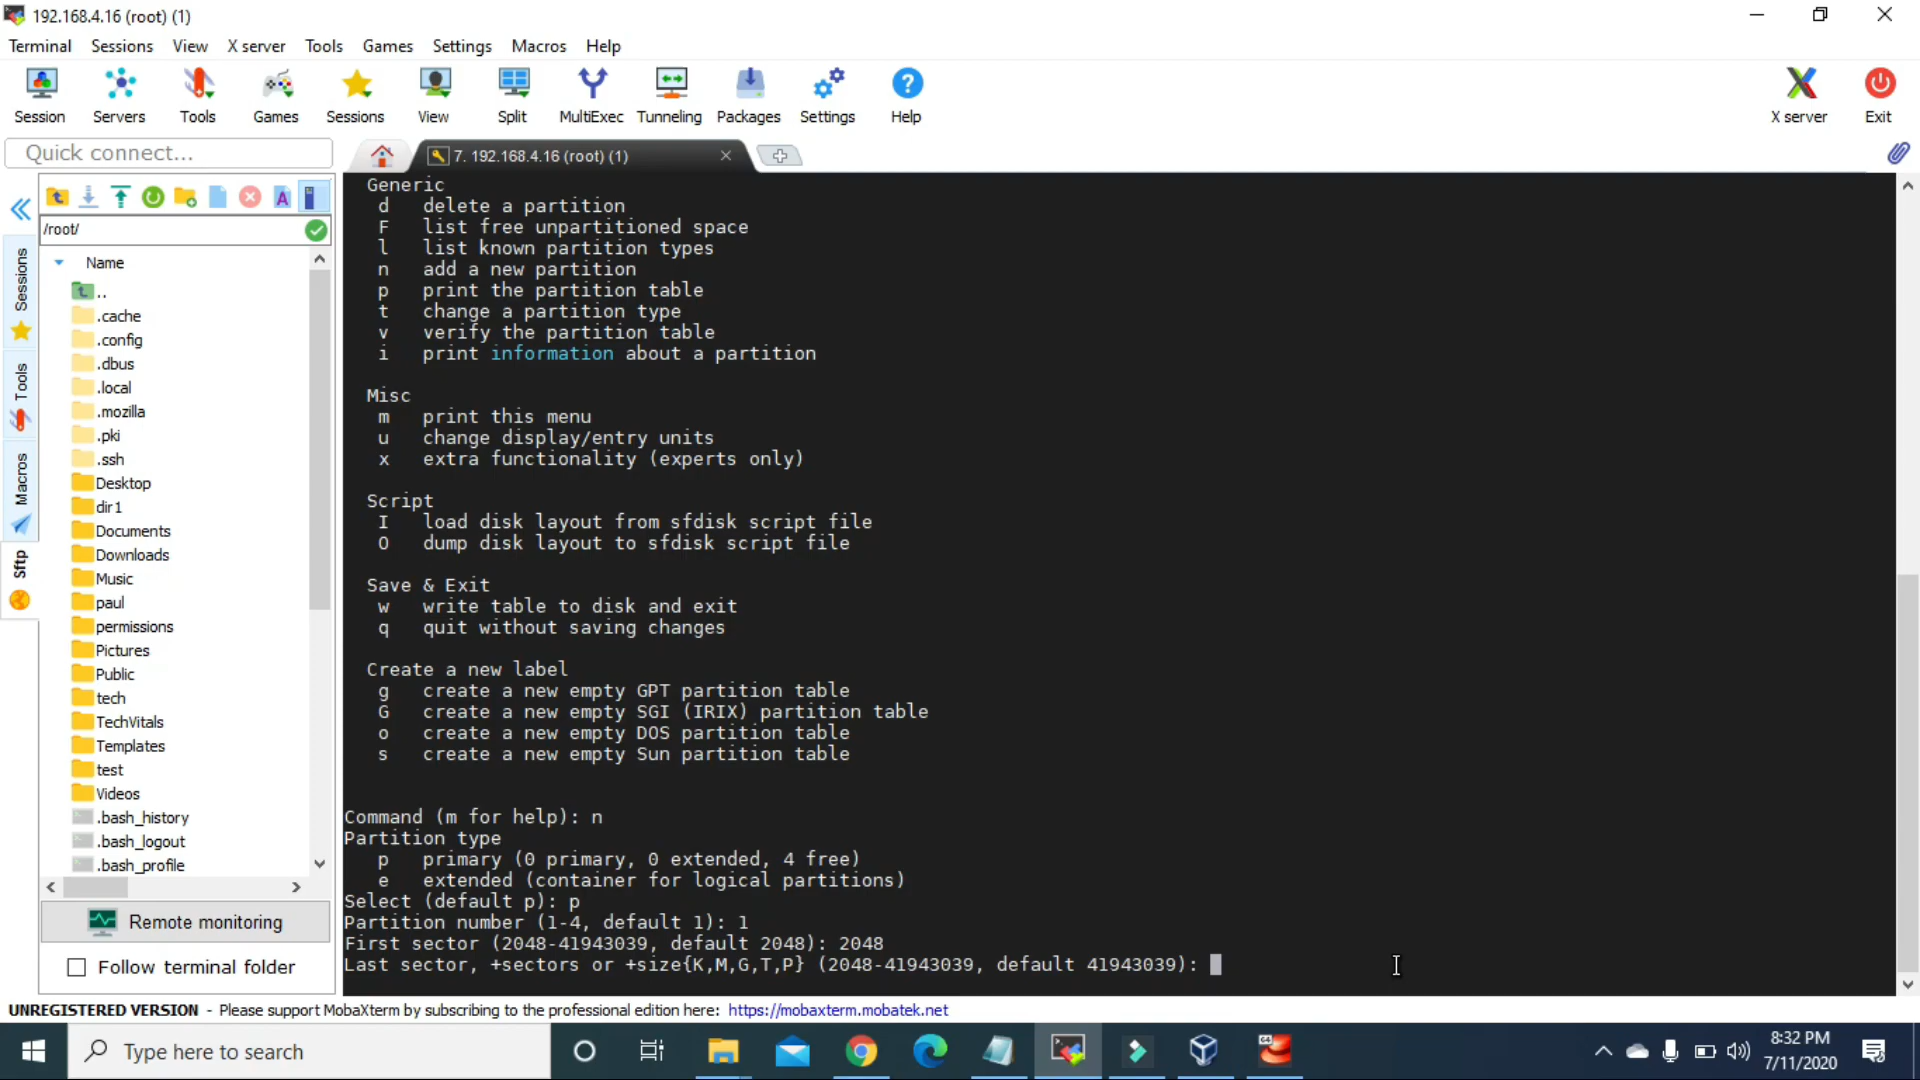 192.168.4.16 (root) (1)
Terminal Sessions View X server Tools Games Settings Macros Help
Session Servers Tools Games Sessions View Split MultiExec Tunneling Packages Settings Help X server Exit
Quick connect...
7. 192.168.4.16 (root) (1)
/root/
Name
..
.cache
.config
.dbus
.local
.mozilla
.pki
.ssh
Desktop
dir1
Documents
Downloads
Music
paul
permissions
Pictures
Public
tech
TechVitals
Templates
test
Videos
.bash_history
.bash_logout
.bash_profile
Remote monitoring
Follow terminal folder
Sessions
Tools
Macros
Sftp
Generic
d delete a partition
F list free unpartitioned space
l list known partition types
n add a new partition
p print the partition table
t change a partition type
v verify the partition table
i print information about a partition
Misc
m print this menu
u change display/entry units
x extra functionality (experts only)
Script
I load disk layout from sfdisk script file
O dump disk layout to sfdisk script file
Save & Exit
w write table to disk and exit
q quit without saving changes
Create a new label
g create a new empty GPT partition table
G create a new empty SGI (IRIX) partition table
o create a new empty DOS partition table
s create a new empty Sun partition table
Command (m for help): n
Partition type
p primary (0 primary, 0 extended, 4 free)
e extended (container for logical partitions)
Select (default p): p
Partition number (1-4, default 1): 1
First sector (2048-41943039, default 2048): 2048
Last sector, +sectors or +size{K,M,G,T,P} (2048-41943039, default 41943039):
UNREGISTERED VERSION - Please support MobaXterm by subscribing to the professional edition here: https://mobaxterm.mobatek.net
Type here to search
64
8:32 PM
7/11/2020